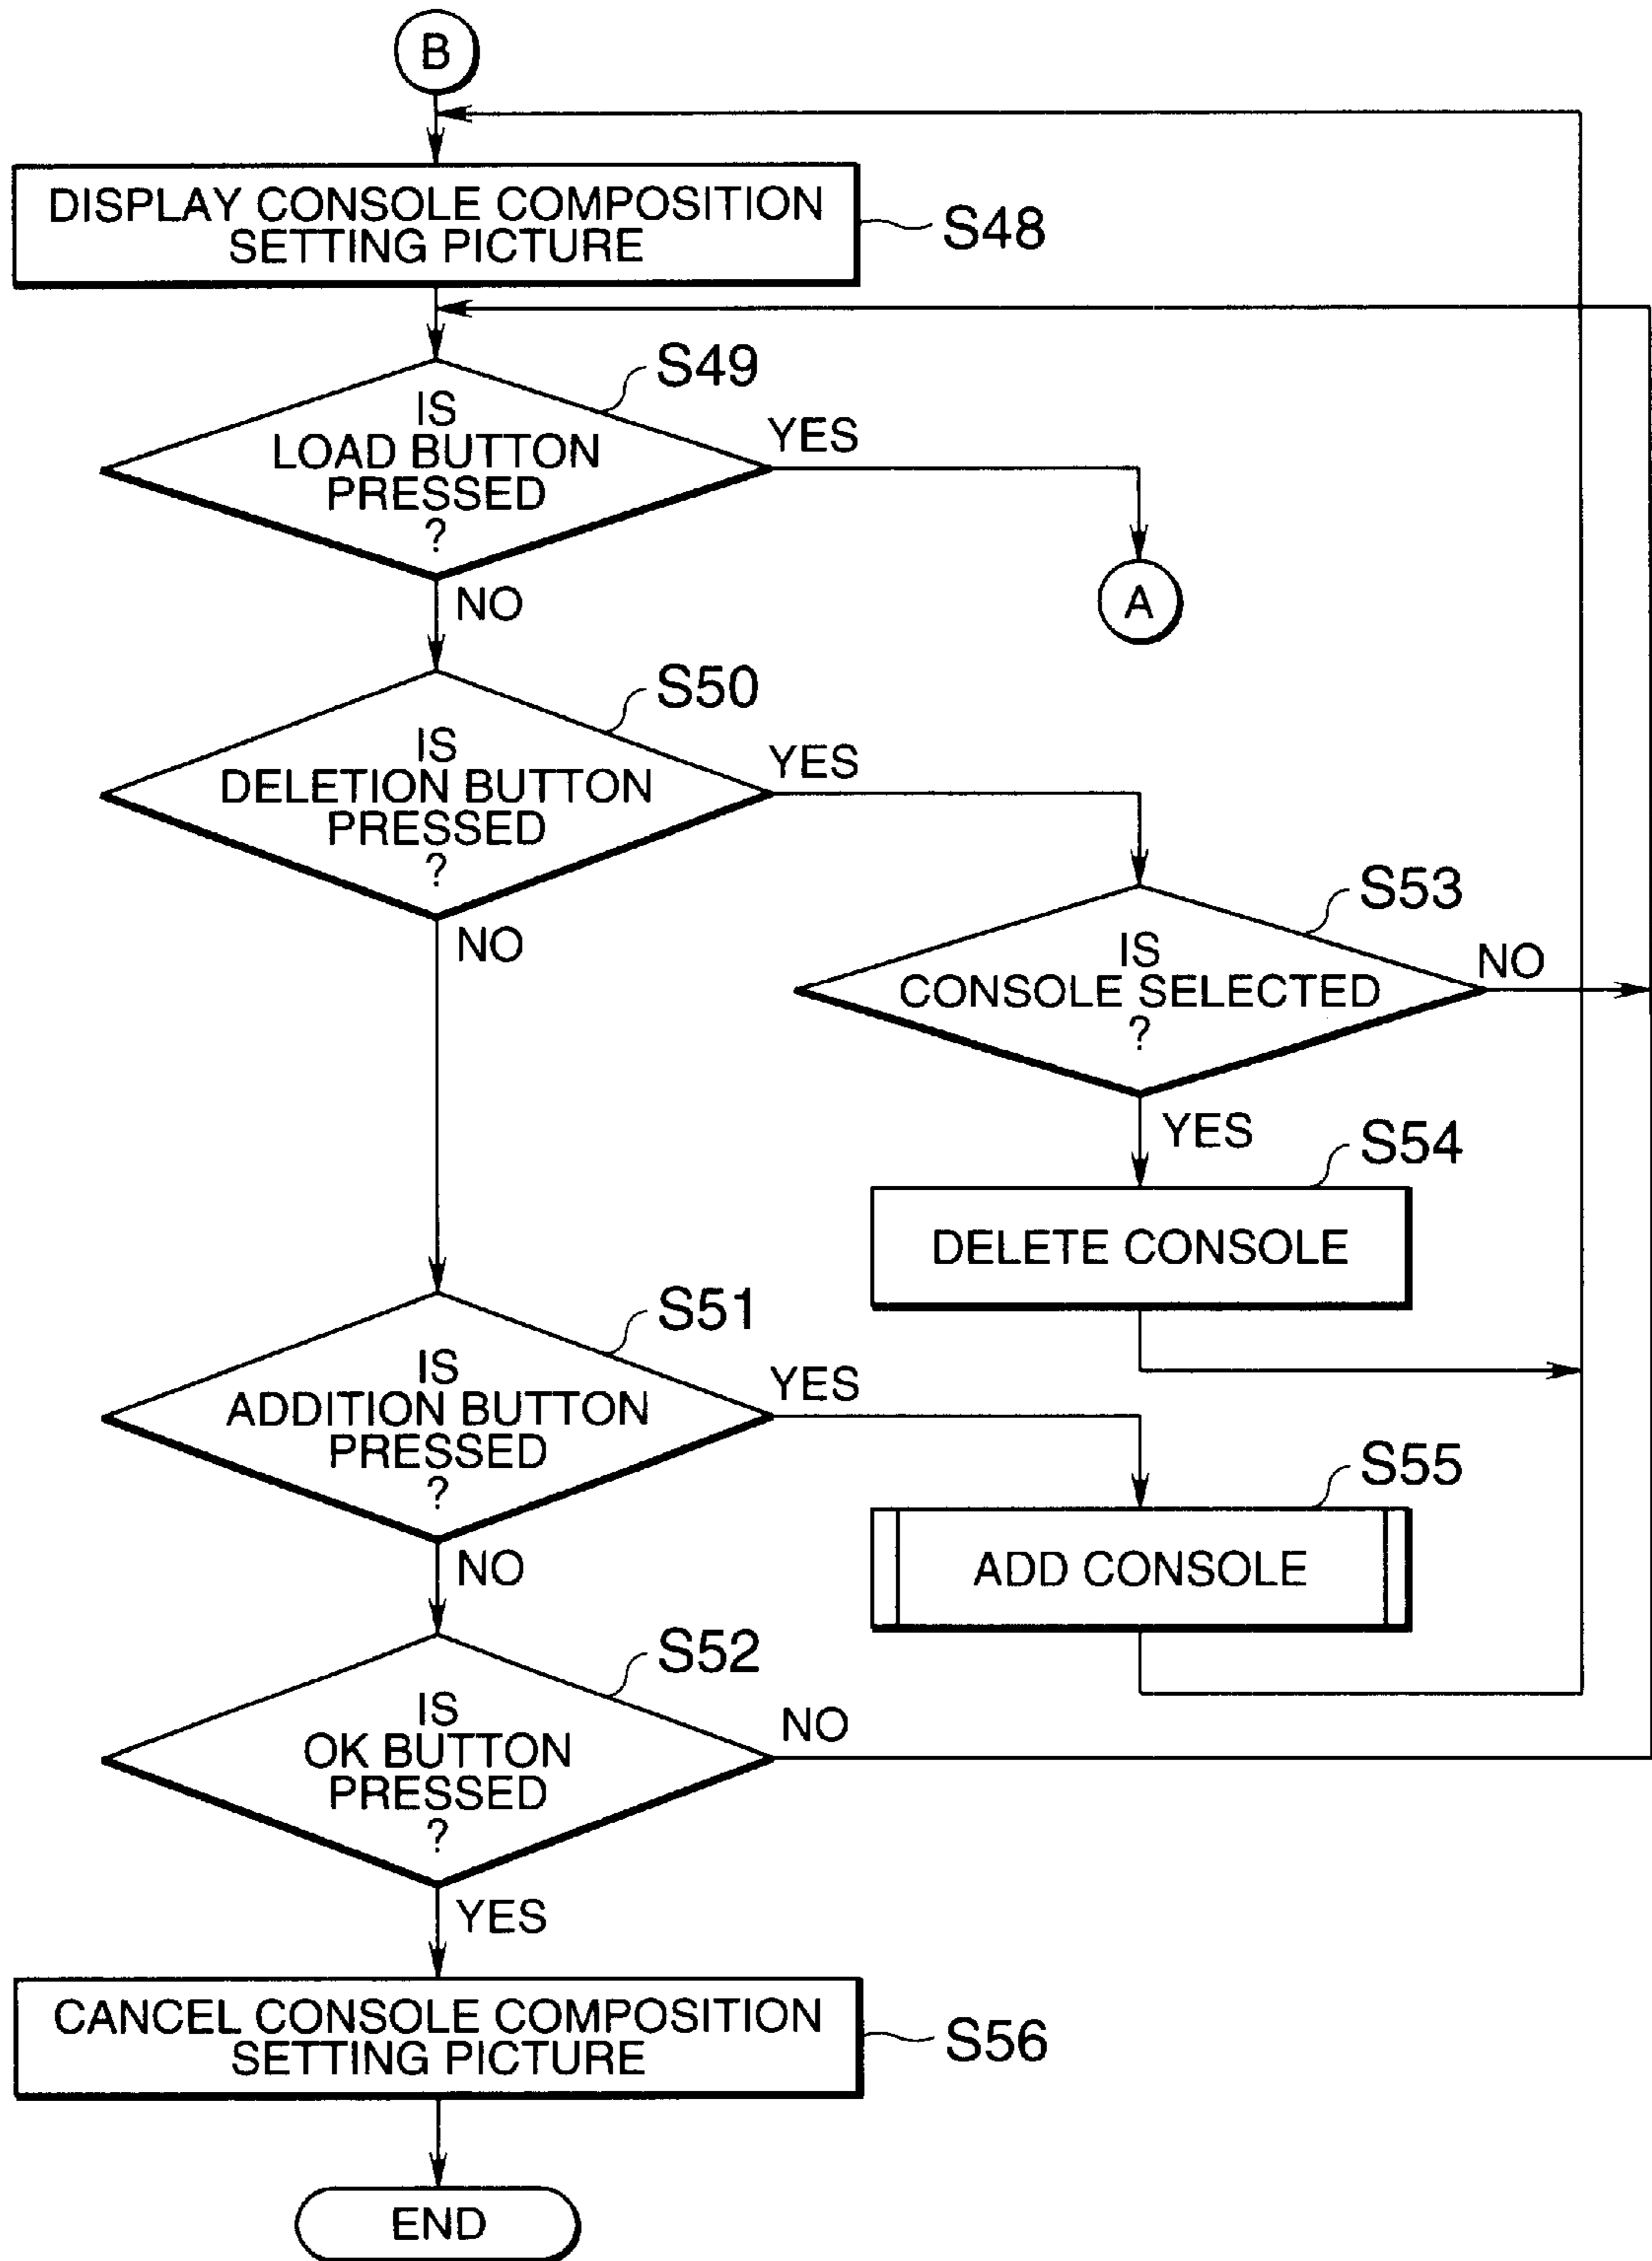 B
DISPLAY CONSOLE COMPOSITION
SETTING PICTURE
S48
S49
IS
LOAD BUTTON
PRESSED
?
YES
NO
A
S50
IS
DELETION BUTTON
PRESSED
?
YES
NO
S53
IS
CONSOLE SELECTED
?
NO
YES
S54
DELETE CONSOLE
S51
IS
ADDITION BUTTON
PRESSED
?
YES
NO
S55
ADD CONSOLE
S52
IS
OK BUTTON
PRESSED
?
NO
YES
CANCEL CONSOLE COMPOSITION
SETTING PICTURE
S56
END